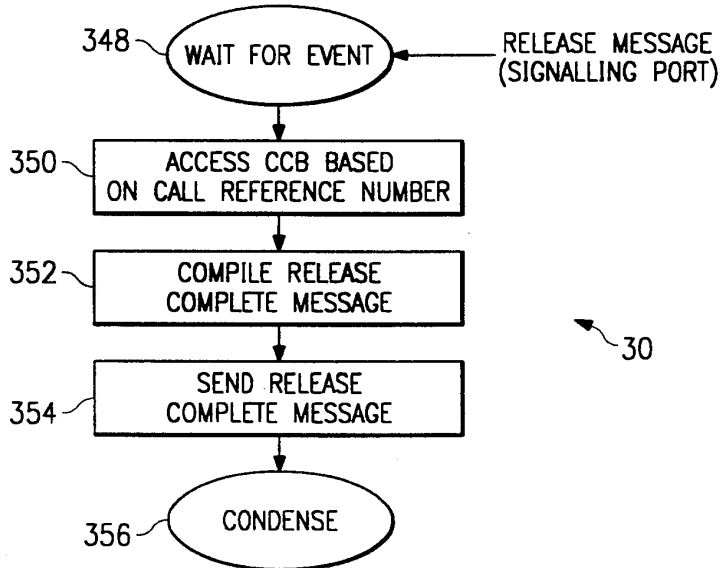 348
WAIT FOR EVENT
RELEASE MESSAGE
(SIGNALLING PORT)
350
ACCESS CCB BASED
ON CALL REFERENCE NUMBER
352
COMPILE RELEASE
COMPLETE MESSAGE
30
354
SEND RELEASE
COMPLETE MESSAGE
356
CONDENSE